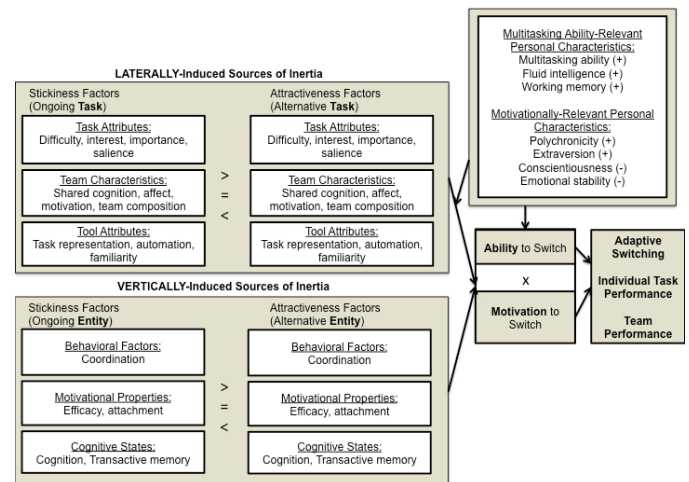 LATERALLY-Induced Sources of Inertia
Stickiness Factors
(Ongoing Task)
Task Attributes:
Difficulty, interest, importance,
salience
Team Characteristics:
Shared cognition, affect,
motivation, team composition
Tool Attributes:
Task representation, automation,
familiarity
>
=
<
Attractiveness Factors
(Alternative Task)
Task Attributes:
Difficulty, interest, importance,
salience
Team Characteristics:
Shared cognition, affect,
motivation, team composition
Tool Attributes:
Task representation, automation,
familiarity
VERTICALLY-Induced Sources of Inertia
Stickiness Factors
(Ongoing Entity)
Behavioral Factors:
Coordination
Motivational Properties:
Efficacy, attachment
Cognitive States:
Cognition, Transactive memory
>
=
<
Attractiveness Factors
(Alternative Entity)
Behavioral Factors:
Coordination
Motivational Properties:
Efficacy, attachment
Cognitive States:
Cognition, Transactive memory
Multitasking Ability-Relevant
Personal Characteristics:
Multitasking ability (+)
Fluid intelligence (+)
Working memory (+)
Motivationally-Relevant Personal
Characteristics:
Polychronicity (+)
Extraversion (+)
Conscientiousness (-)
Emotional stability (-)
Ability to Switch
x
Motivation to
Switch
Adaptive
Switching
Individual Task
Performance
Team
Performance